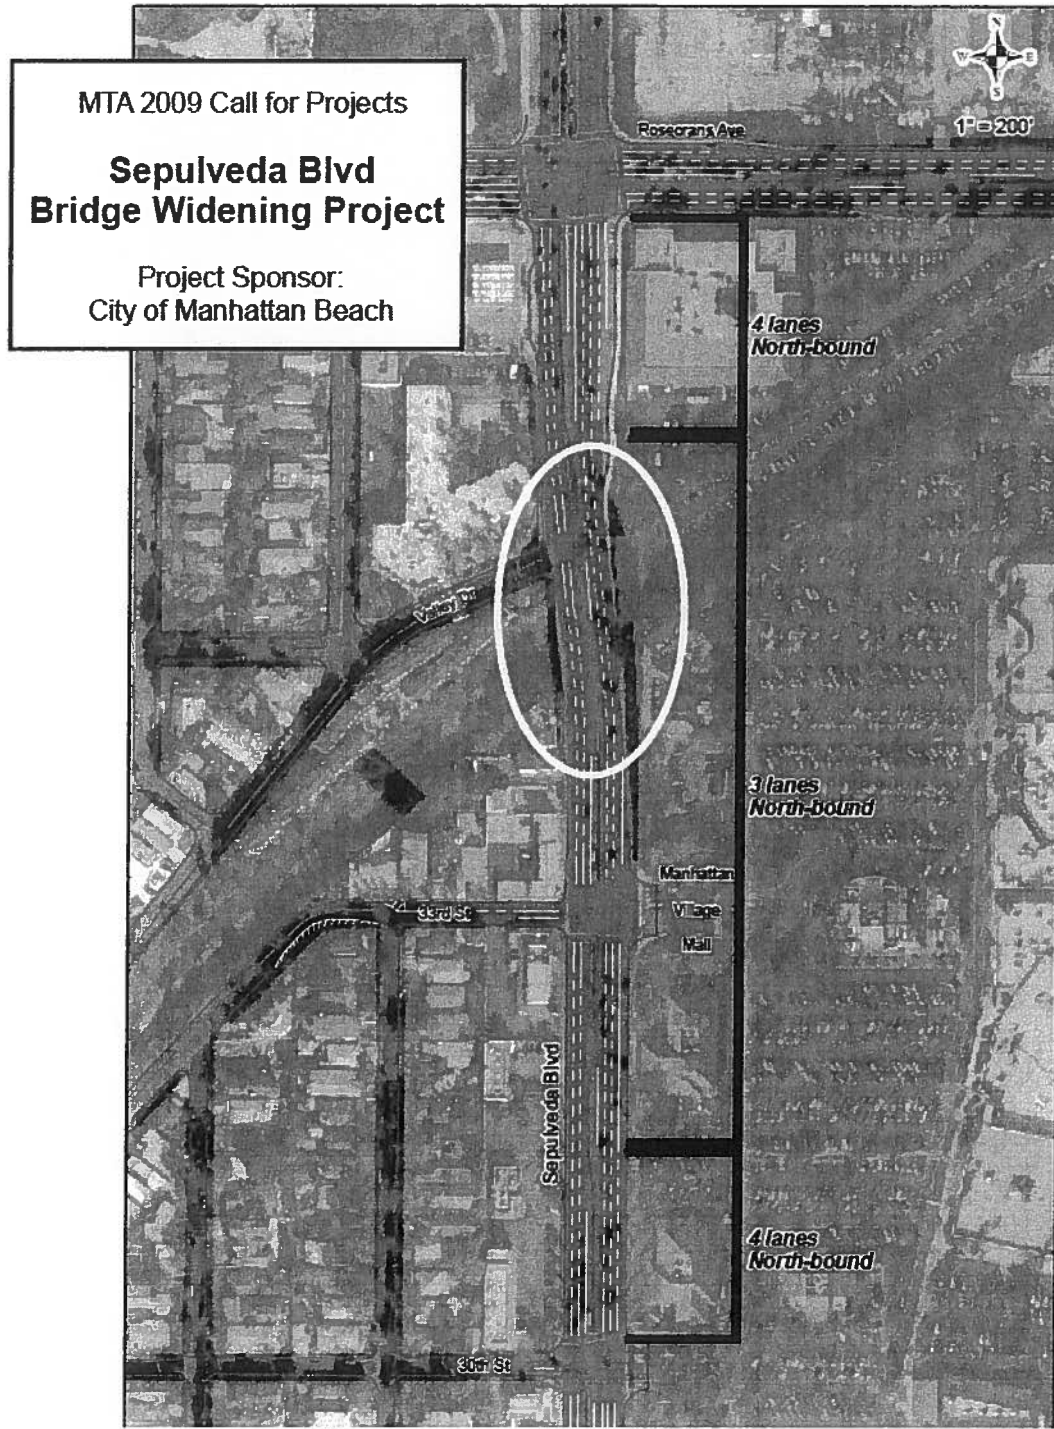 MTA 2009 Call for Projects
Sepulveda Blvd
Bridge Widening Project
Project Sponsor:
City of Manhattan Beach
N
W
E
S
1" = 200'
Rosecrans Ave
4 lanes
North-bound
Valley Dr
3 lanes
North-bound
Manhattan
Village
Mall
33rd St
Sepulveda Blvd
4 lanes
North-bound
30th St